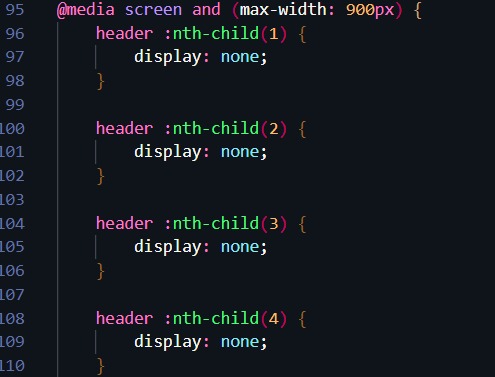 95 @media screen and (max-width: 900px) {
96 header :nth-child(1) {
97 display: none;
98 }
99
100 header :nth-child(2) {
101 display: none;
102 }
103
104 header :nth-child(3) {
105 display: none;
106 }
107
108 header :nth-child(4) {
109 display: none;
110 }